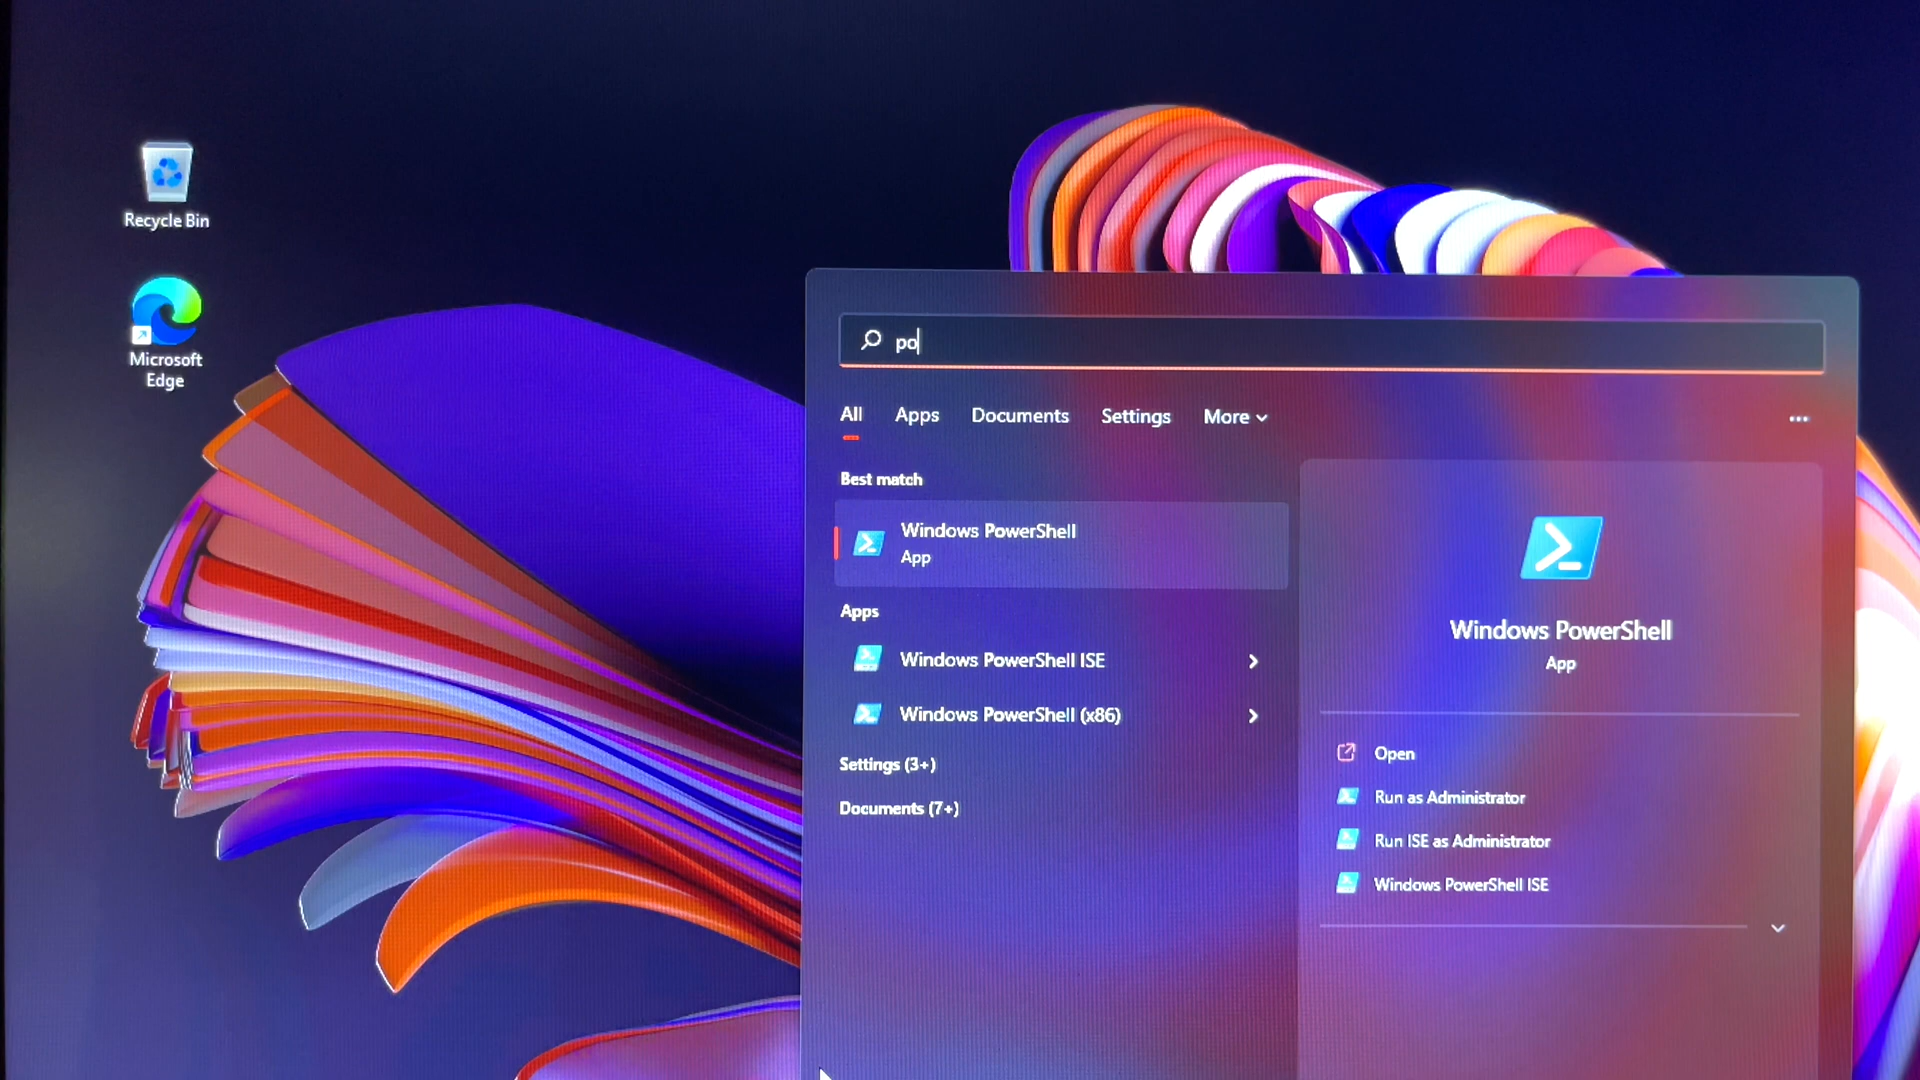 Recycle Bin
Microsoft
Edge
po
All Apps Documents Settings More
Best match
Windows PowerShell
App
Apps
Windows PowerShell ISE
Windows PowerShell (x86)
Settings (3+)
Documents (7+)
Windows PowerShell
App
Open
Run as Administrator
Run ISE as Administrator
Windows PowerShell ISE